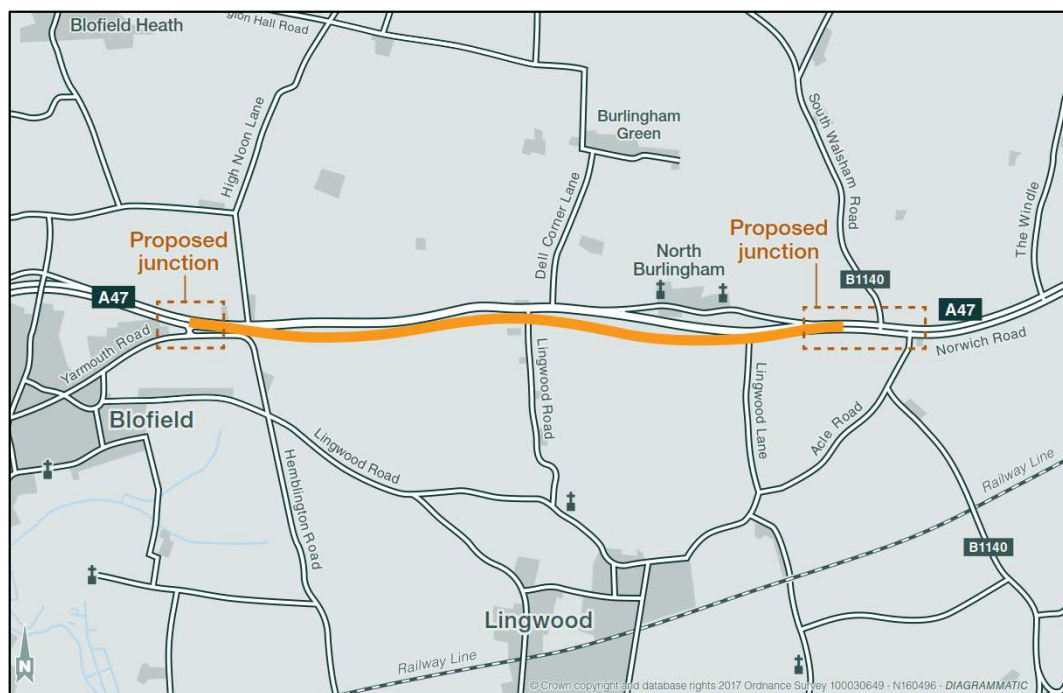 Blofield Heath
gton Hall Road
High Noon Lane
Burlingham
Green
South Walsham Road
Dell Corner Lane
The Windle
Proposed
junction
North
Burlingham
Proposed
junction
B1140
A47
A47
Yarmouth Road
Norwich Road
Blofield
Lingwood Road
Lingwood Road
Lingwood Lane
Acle Road
Hemblington Road
Railway Line
B1140
Lingwood
Railway Line
N
© Crown copyright and database rights 2017 Ordnance Survey 100030649 - N160496 - DIAGRAMMATIC